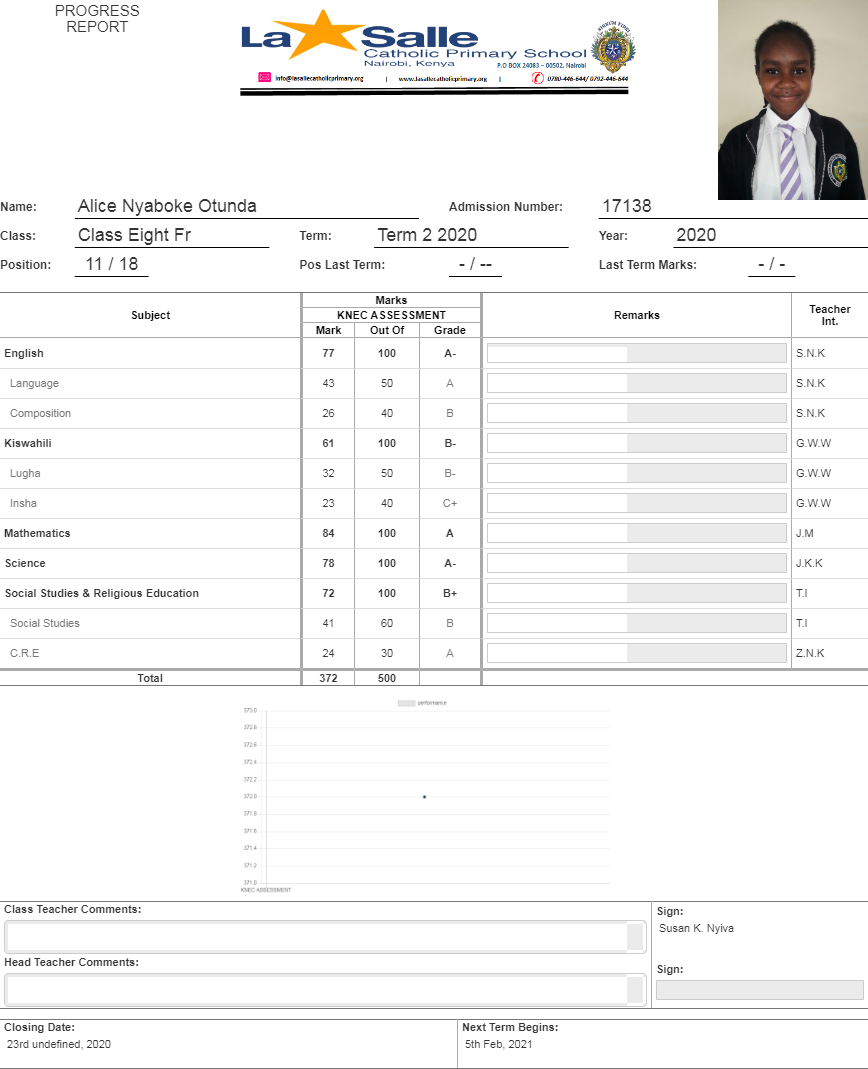 PROGRESS
REPORT
La Salle
Catholic Primary School
Nairobi, Kenya
P.O BOX 24083 – 00502, Nairobi
info@lasallecatholicprimary.org | www.lasallecatholicprimary.org | 0780-446-644/ 0792-446-644
Name: Alice Nyaboke Otunda Admission Number: 17138
Class: Class Eight Fr Term: Term 2 2020 Year: 2020
Position: 11 / 18 Pos Last Term: - / -- Last Term Marks: - / -
Subject Marks Remarks Teacher Int.
KNEC ASSESSMENT
Mark Out Of Grade
English 77 100 A- S.N.K
Language 43 50 A S.N.K
Composition 26 40 B S.N.K
Kiswahili 61 100 B- G.W.W
Lugha 32 50 B- G.W.W
Insha 23 40 C+ G.W.W
Mathematics 84 100 A J.M
Science 78 100 A- J.K.K
Social Studies & Religious Education 72 100 B+ T.I
Social Studies 41 60 B T.I
C.R.E 24 30 A Z.N.K
Total 372 500
performance
373.0
372.8
372.6
372.4
372.2
372.0
371.8
371.6
371.4
371.2
371.0
KNEC ASSESSMENT
Class Teacher Comments:
Sign:
Susan K. Nyiva
Head Teacher Comments:
Sign:
Closing Date:
23rd undefined, 2020
Next Term Begins:
5th Feb, 2021